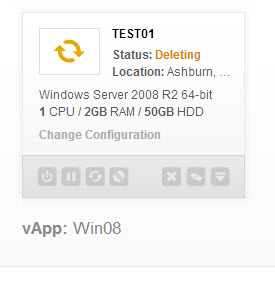 TEST01
Status: Deleting
Location: Ashburn, ...
Windows Server 2008 R2 64-bit
1 CPU / 2GB RAM / 50GB HDD
Change Configuration
vApp: Win08